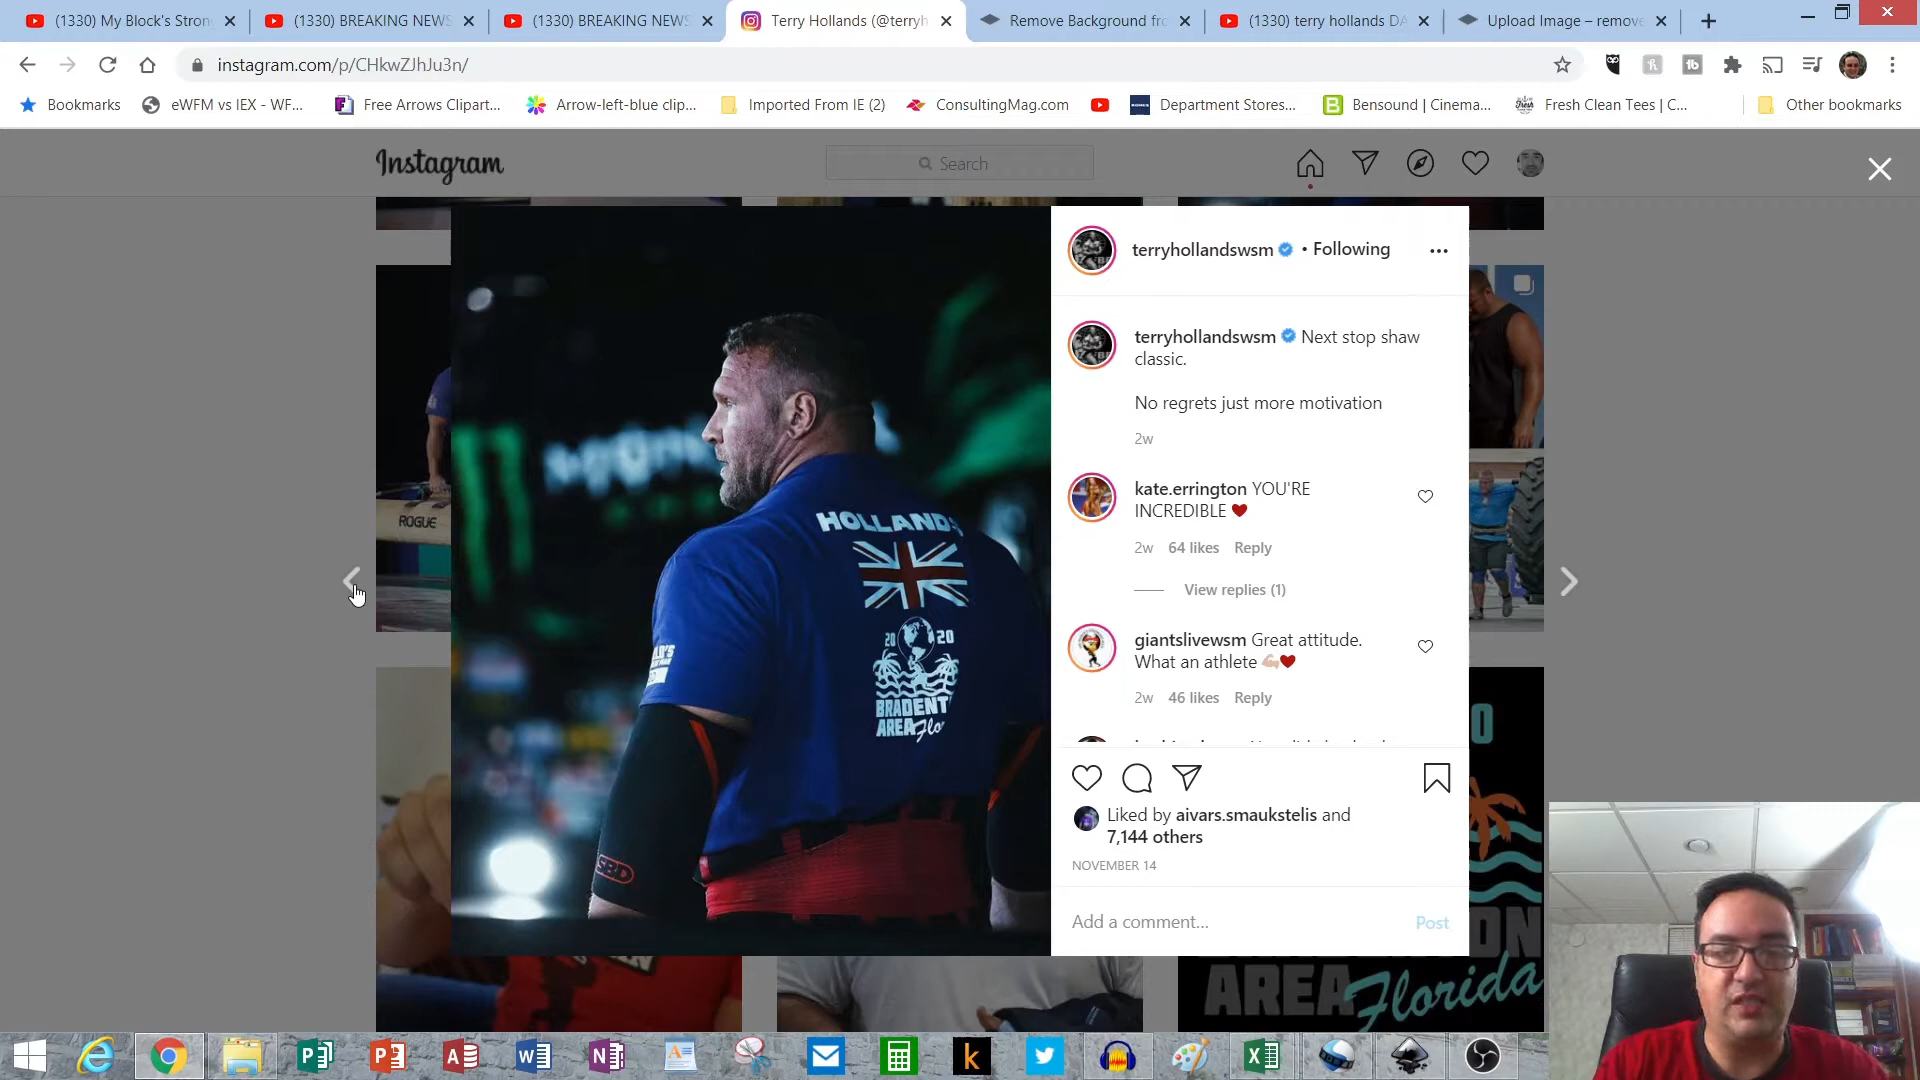 (1330) My Block's Stron
(1330) BREAKING NEWS
(1330) BREAKING NEWS
Terry Hollands (@terryh
Remove Background fro
(1330) terry hollands DA
Upload Image – remove
instagram.com/p/CHkwZJhJu3n/
Bookmarks
eWFM vs IEX - WF...
Free Arrows Clipart...
Arrow-left-blue clip...
Imported From IE (2)
ConsultingMag.com
Department Stores...
Bensound | Cinema...
Fresh Clean Tees | C...
Other bookmarks
Instagram
Search
terryhollandswsm • Following
terryhollandswsm Next stop shaw
classic.
No regrets just more motivation
2w
kate.errington YOU'RE
INCREDIBLE
2w 64 likes Reply
View replies (1)
giantslivewsm Great attitude.
What an athlete
2w 46 likes Reply
Liked by aivars.smaukstelis and
7,144 others
NOVEMBER 14
Add a comment...
Post
ROGUE
HOLLANDS
20 20
BRADENT
AREA Flo
SBD
AREA Florida